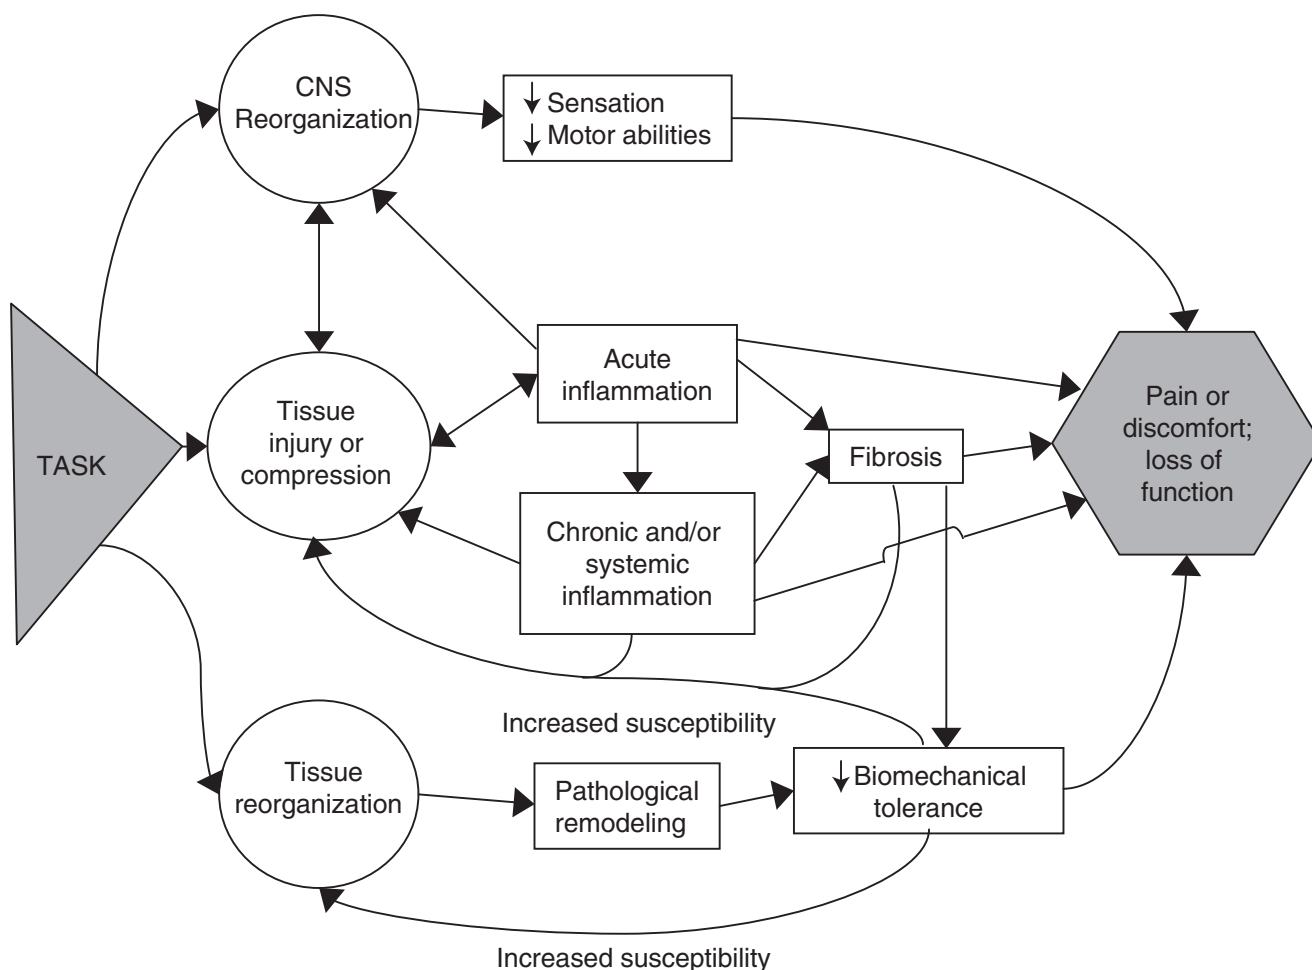 CNS
Reorganization
↓ Sensation
↓ Motor abilities
TASK
Tissue
injury or
compression
Acute
inflammation
Fibrosis
Pain or
discomfort;
loss of
function
Chronic and/or
systemic
inflammation
Increased susceptibility
Tissue
reorganization
Pathological
remodeling
↓ Biomechanical
tolerance
Increased susceptibility